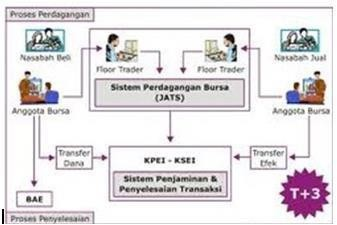 Proses Perdagangan
Nasabah Beli
Floor Trader
Floor Trader
Nasabah Jual
Sistem Perdagangan Bursa
(JATS)
Anggota Bursa
Anggota Bursa
Transfer
Dana
KPEI - KSEI
Transfer
Efek
Sistem Penjaminan &
Penyelesaian Transaksi
T+3
BAE
Proses Penyelesaian